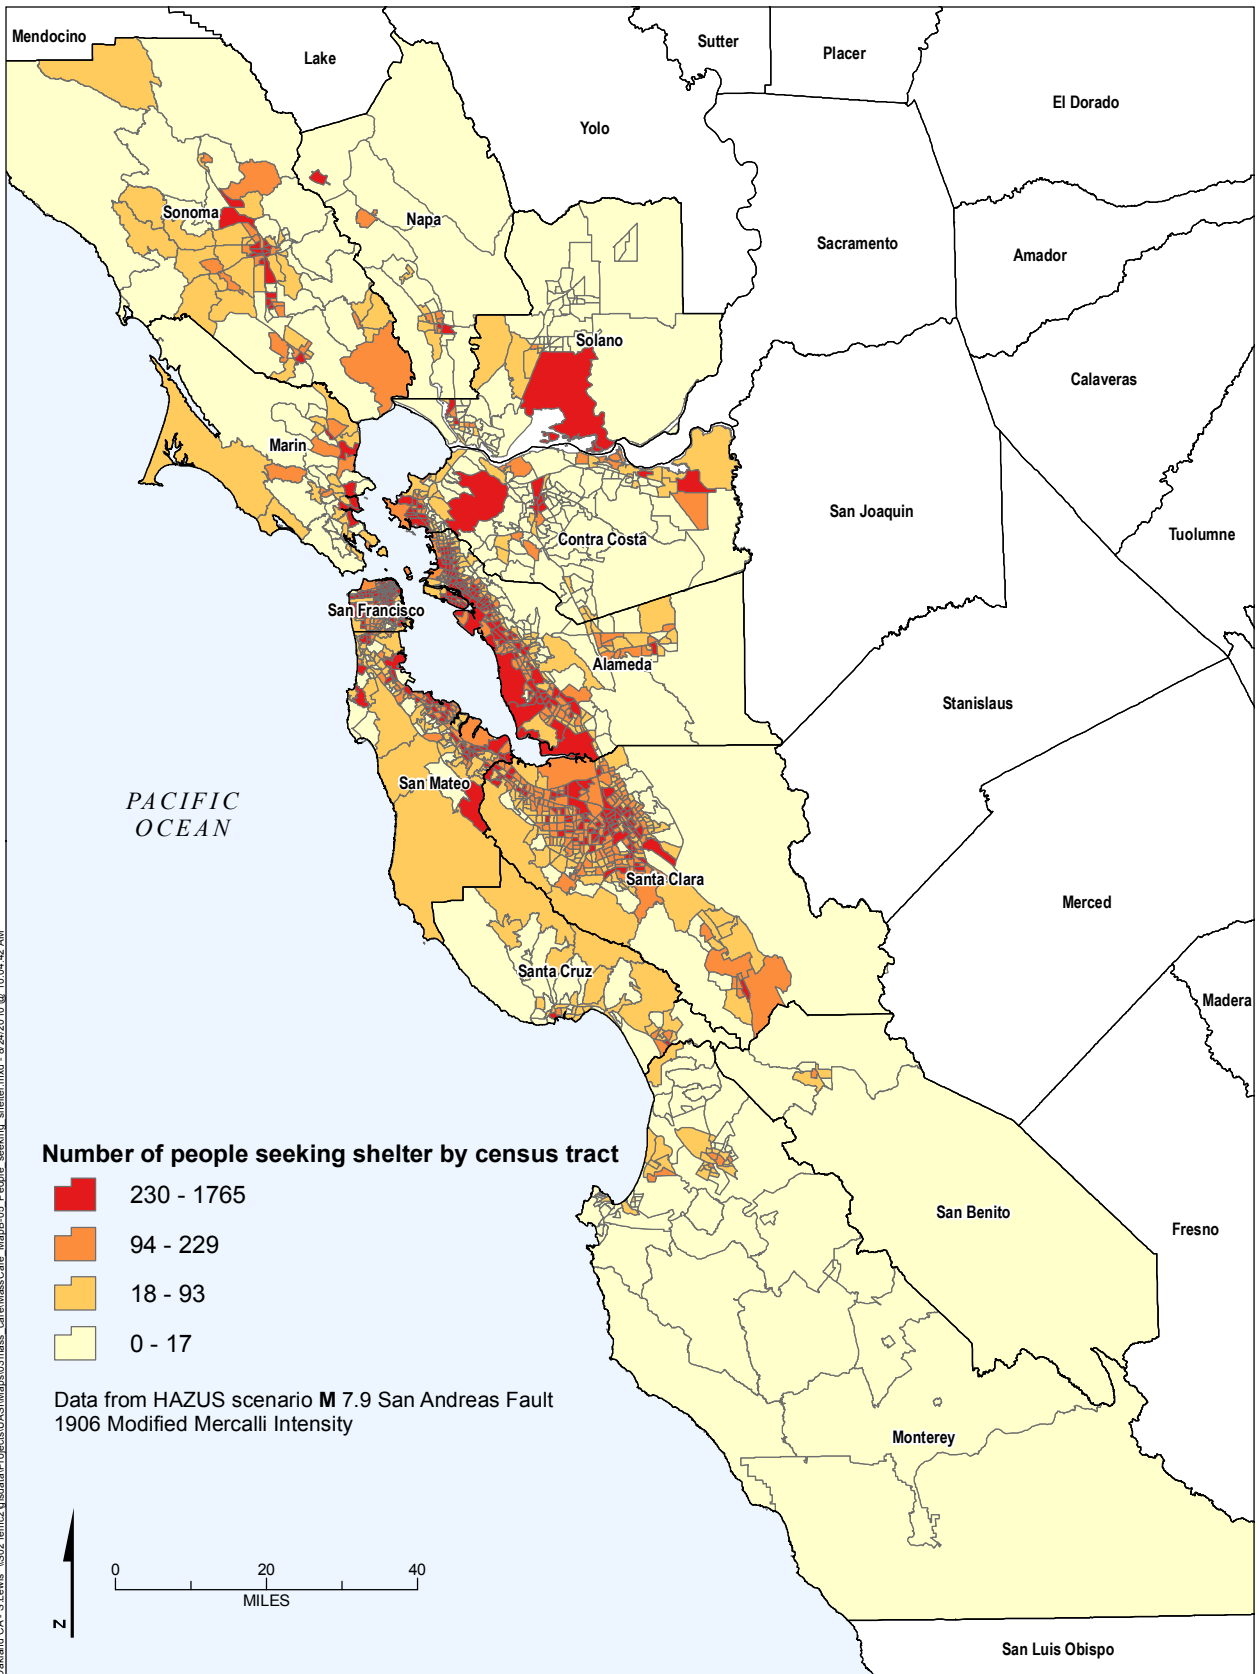 Mendocino
Lake
Sutter
Placer
El Dorado
Yolo
Sonoma
Napa
Sacramento
Amador
Solano
Calaveras
Marin
San Joaquin
Contra Costa
Tuolumne
San Francisco
Alameda
Stanislaus
San Mateo
PACIFIC
OCEAN
Santa Clara
Merced
Santa Cruz
Madera
Number of people seeking shelter by census tract
230 - 1765
94 - 229
18 - 93
0 - 17
San Benito
Fresno
Data from HAZUS scenario M 7.9 San Andreas Fault
1906 Modified Mercalli Intensity
Monterey
0 20 40
MILES
N
San Luis Obispo